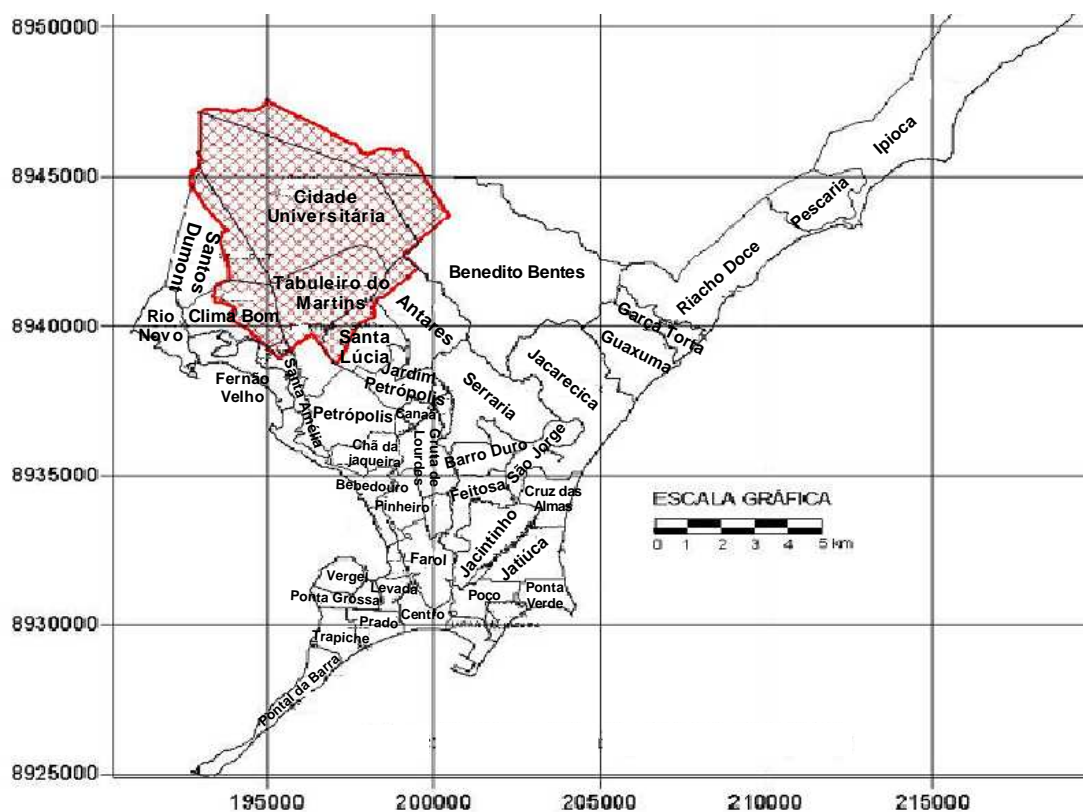 8950000
Ipioca
8945000
Pescaria
Cidade
Universitária
Santos
Dumont
Riacho Doce
Benedito Bentes
Tabuleiro do
Martins
Antares
Rio
Novo
Clima Bom
8940000
Garça Torta
Guaxuma
Santa
Lúcia
Jacarecica
Jardim
Petrópolis
Serraria
Fernão
Velho
Santa Amélia
Petrópolis
Canaã
Gruta de
Lourdes
Chã da
jaqueira
Barro Duro
São Jorge
8935000
Bebedouro
Feitosa
Cruz das
Almas
Pinheiro
ESCALA GRÁFICA
0 1 2 3 4 5 km
Jacintinho
Jatiúca
Farol
Vergel
Levada
Poço
Ponta
Verde
Ponta Grossa
Centro
Prado
8930000
Trapiche
Pontal da Barra
8925000
195000 200000 205000 210000 215000